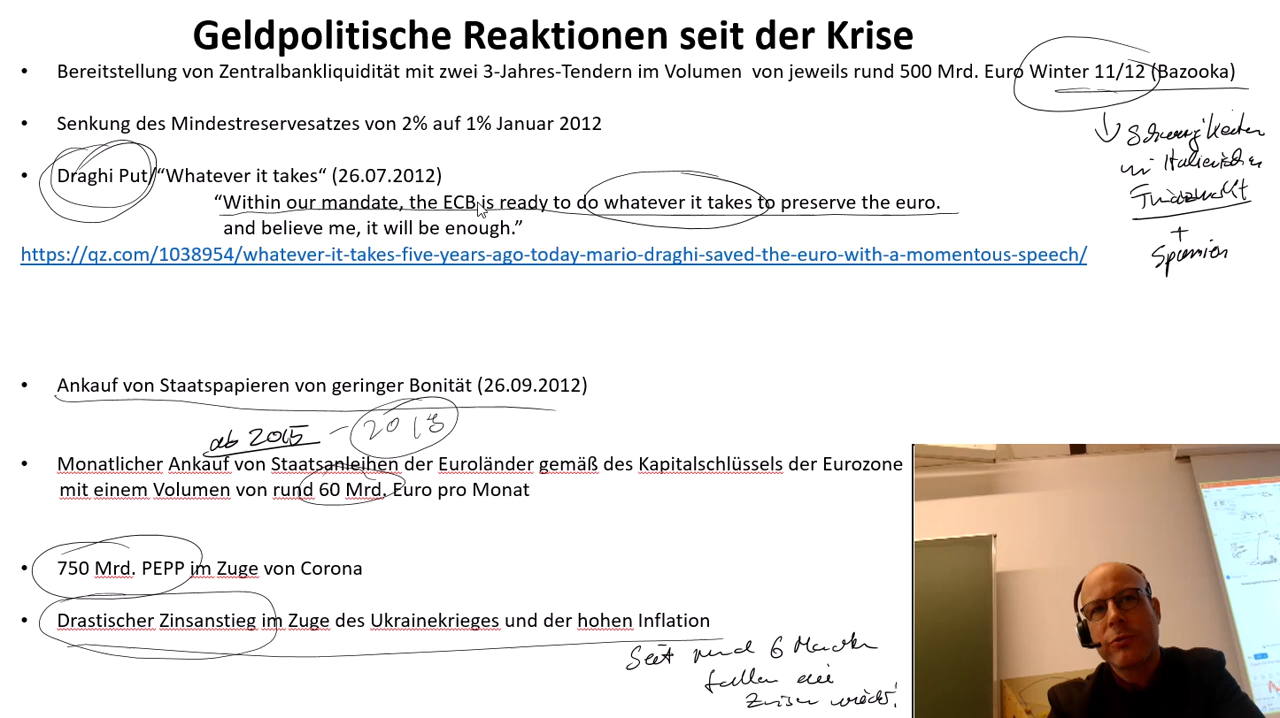 Geldpolitische Reaktionen seit der Krise
• Bereitstellung von Zentralbankliquidität mit zwei 3-Jahres-Tendern im Volumen von jeweils rund 500 Mrd. Euro Winter 11/12 (Bazooka)
• Senkung des Mindestreservesatzes von 2% auf 1% Januar 2012
Schwierigkeiten
in Italienischen
+
Spanien
• Draghi Put/“Whatever it takes“ (26.07.2012)
“Within our mandate, the ECB is ready to do whatever it takes to preserve the euro.
and believe me, it will be enough.”
https://qz.com/1038954/whatever-it-takes-five-years-ago-today-mario-draghi-saved-the-euro-with-a-momentous-speech/
• Ankauf von Staatspapieren von geringer Bonität (26.09.2012)
ab 2015 – 2018
• Monatlicher Ankauf von Staatsanleihen der Euroländer gemäß des Kapitalschlüssels der Eurozone
mit einem Volumen von rund 60 Mrd. Euro pro Monat
• 750 Mrd. PEPP im Zuge von Corona
• Drastischer Zinsanstieg im Zuge des Ukrainekrieges und der hohen Inflation
Seit rund 6 Monaten
fallen die
Zinsen wieder!